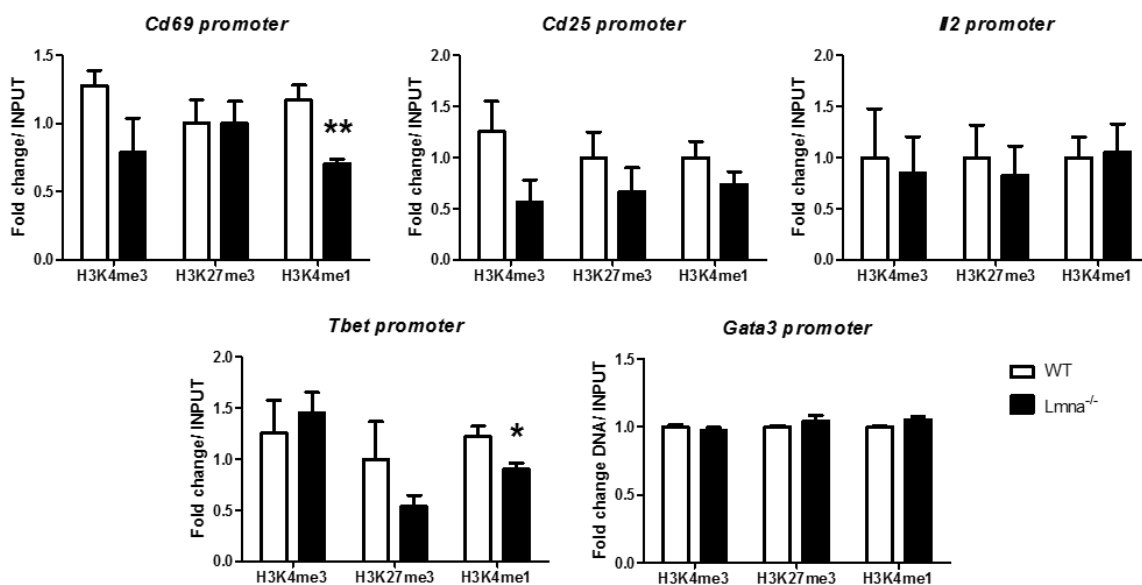 Cd69 promoter
Fold change/ INPUT
1.5
1.0
0.5
0.0
**
H3K4me3 H3K27me3 H3K4me1
Cd25 promoter
Fold change/ INPUT
2.0
1.5
1.0
0.5
0.0
H3K4me3 H3K27me3 H3K4me1
Il2 promoter
Fold change/ INPUT
2.0
1.5
1.0
0.5
0.0
H3K4me3 H3K27me3 H3K4me1
Tbet promoter
Fold change/ INPUT
2.0
1.5
1.0
0.5
0.0
*
H3K4me3 H3K27me3 H3K4me1
Gata3 promoter
Fold change DNA/ INPUT
1.5
1.0
0.5
0.0
H3K4me3 H3K27me3 H3K4me1
WT
Lmna-/-